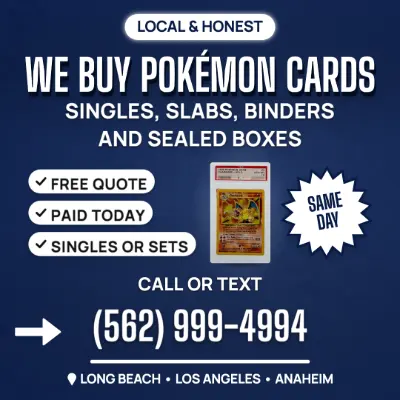 LOCAL & HONEST
WE BUY POKÉMON CARDS
SINGLES, SLABS, BINDERS
AND SEALED BOXES
FREE QUOTE
PAID TODAY
SINGLES OR SETS
SAME
DAY
CALL OR TEXT
(562) 999-4994
LONG BEACH • LOS ANGELES • ANAHEIM